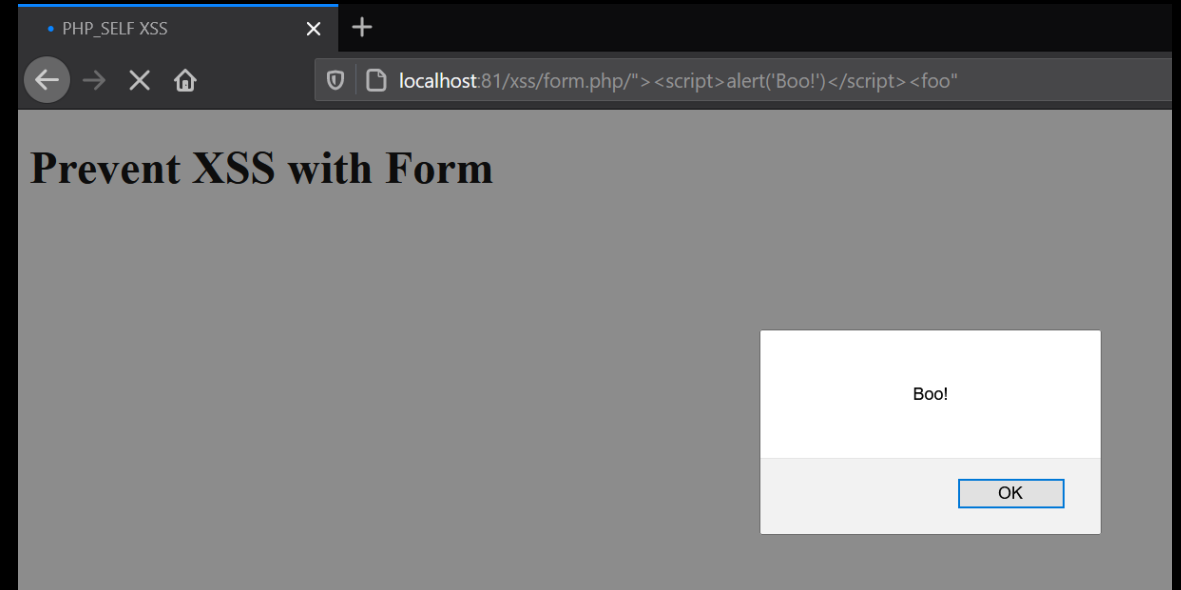 PHP_SELF XSS
localhost:81/xss/form.php/"><script>alert('Boo!')</script><foo"
Prevent XSS with Form
Boo!
OK